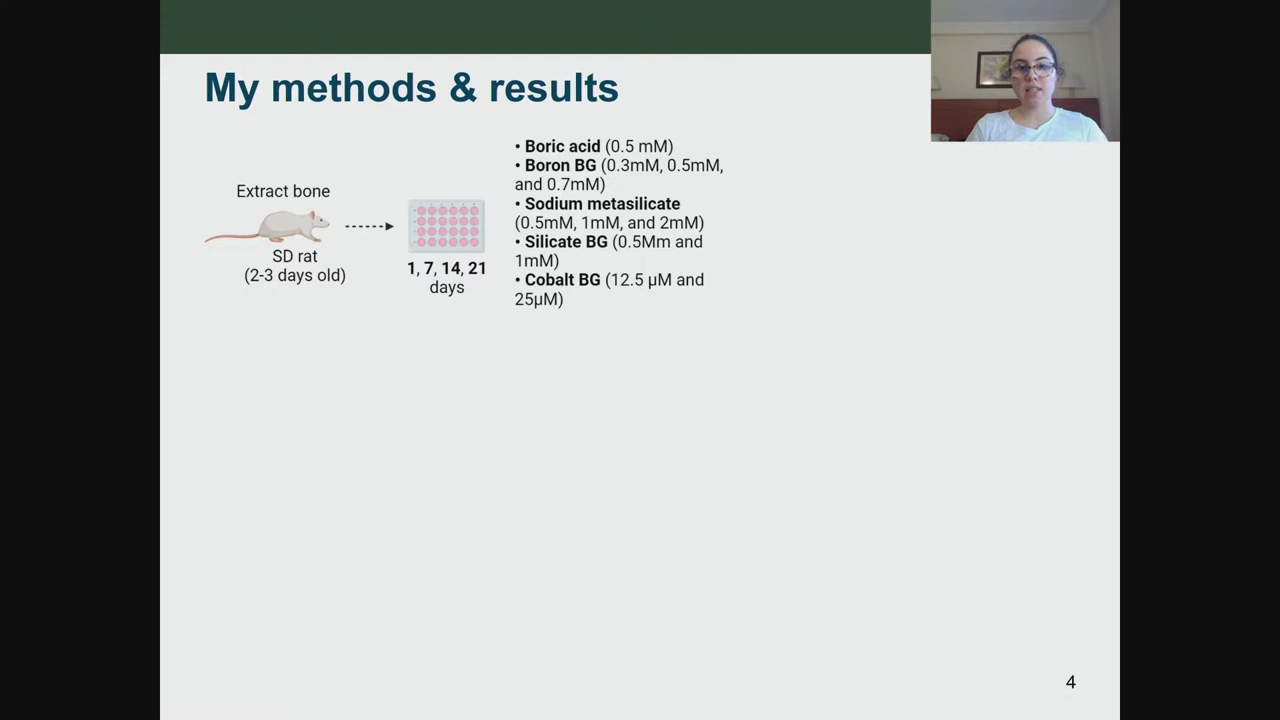 My methods & results
Extract bone
SD rat
(2-3 days old)
1, 7, 14, 21
days
• Boric acid (0.5 mM)
• Boron BG (0.3mM, 0.5mM,
and 0.7mM)
• Sodium metasilicate
(0.5mM, 1mM, and 2mM)
• Silicate BG (0.5Mm and
1mM)
• Cobalt BG (12.5 µM and
25µM)
4